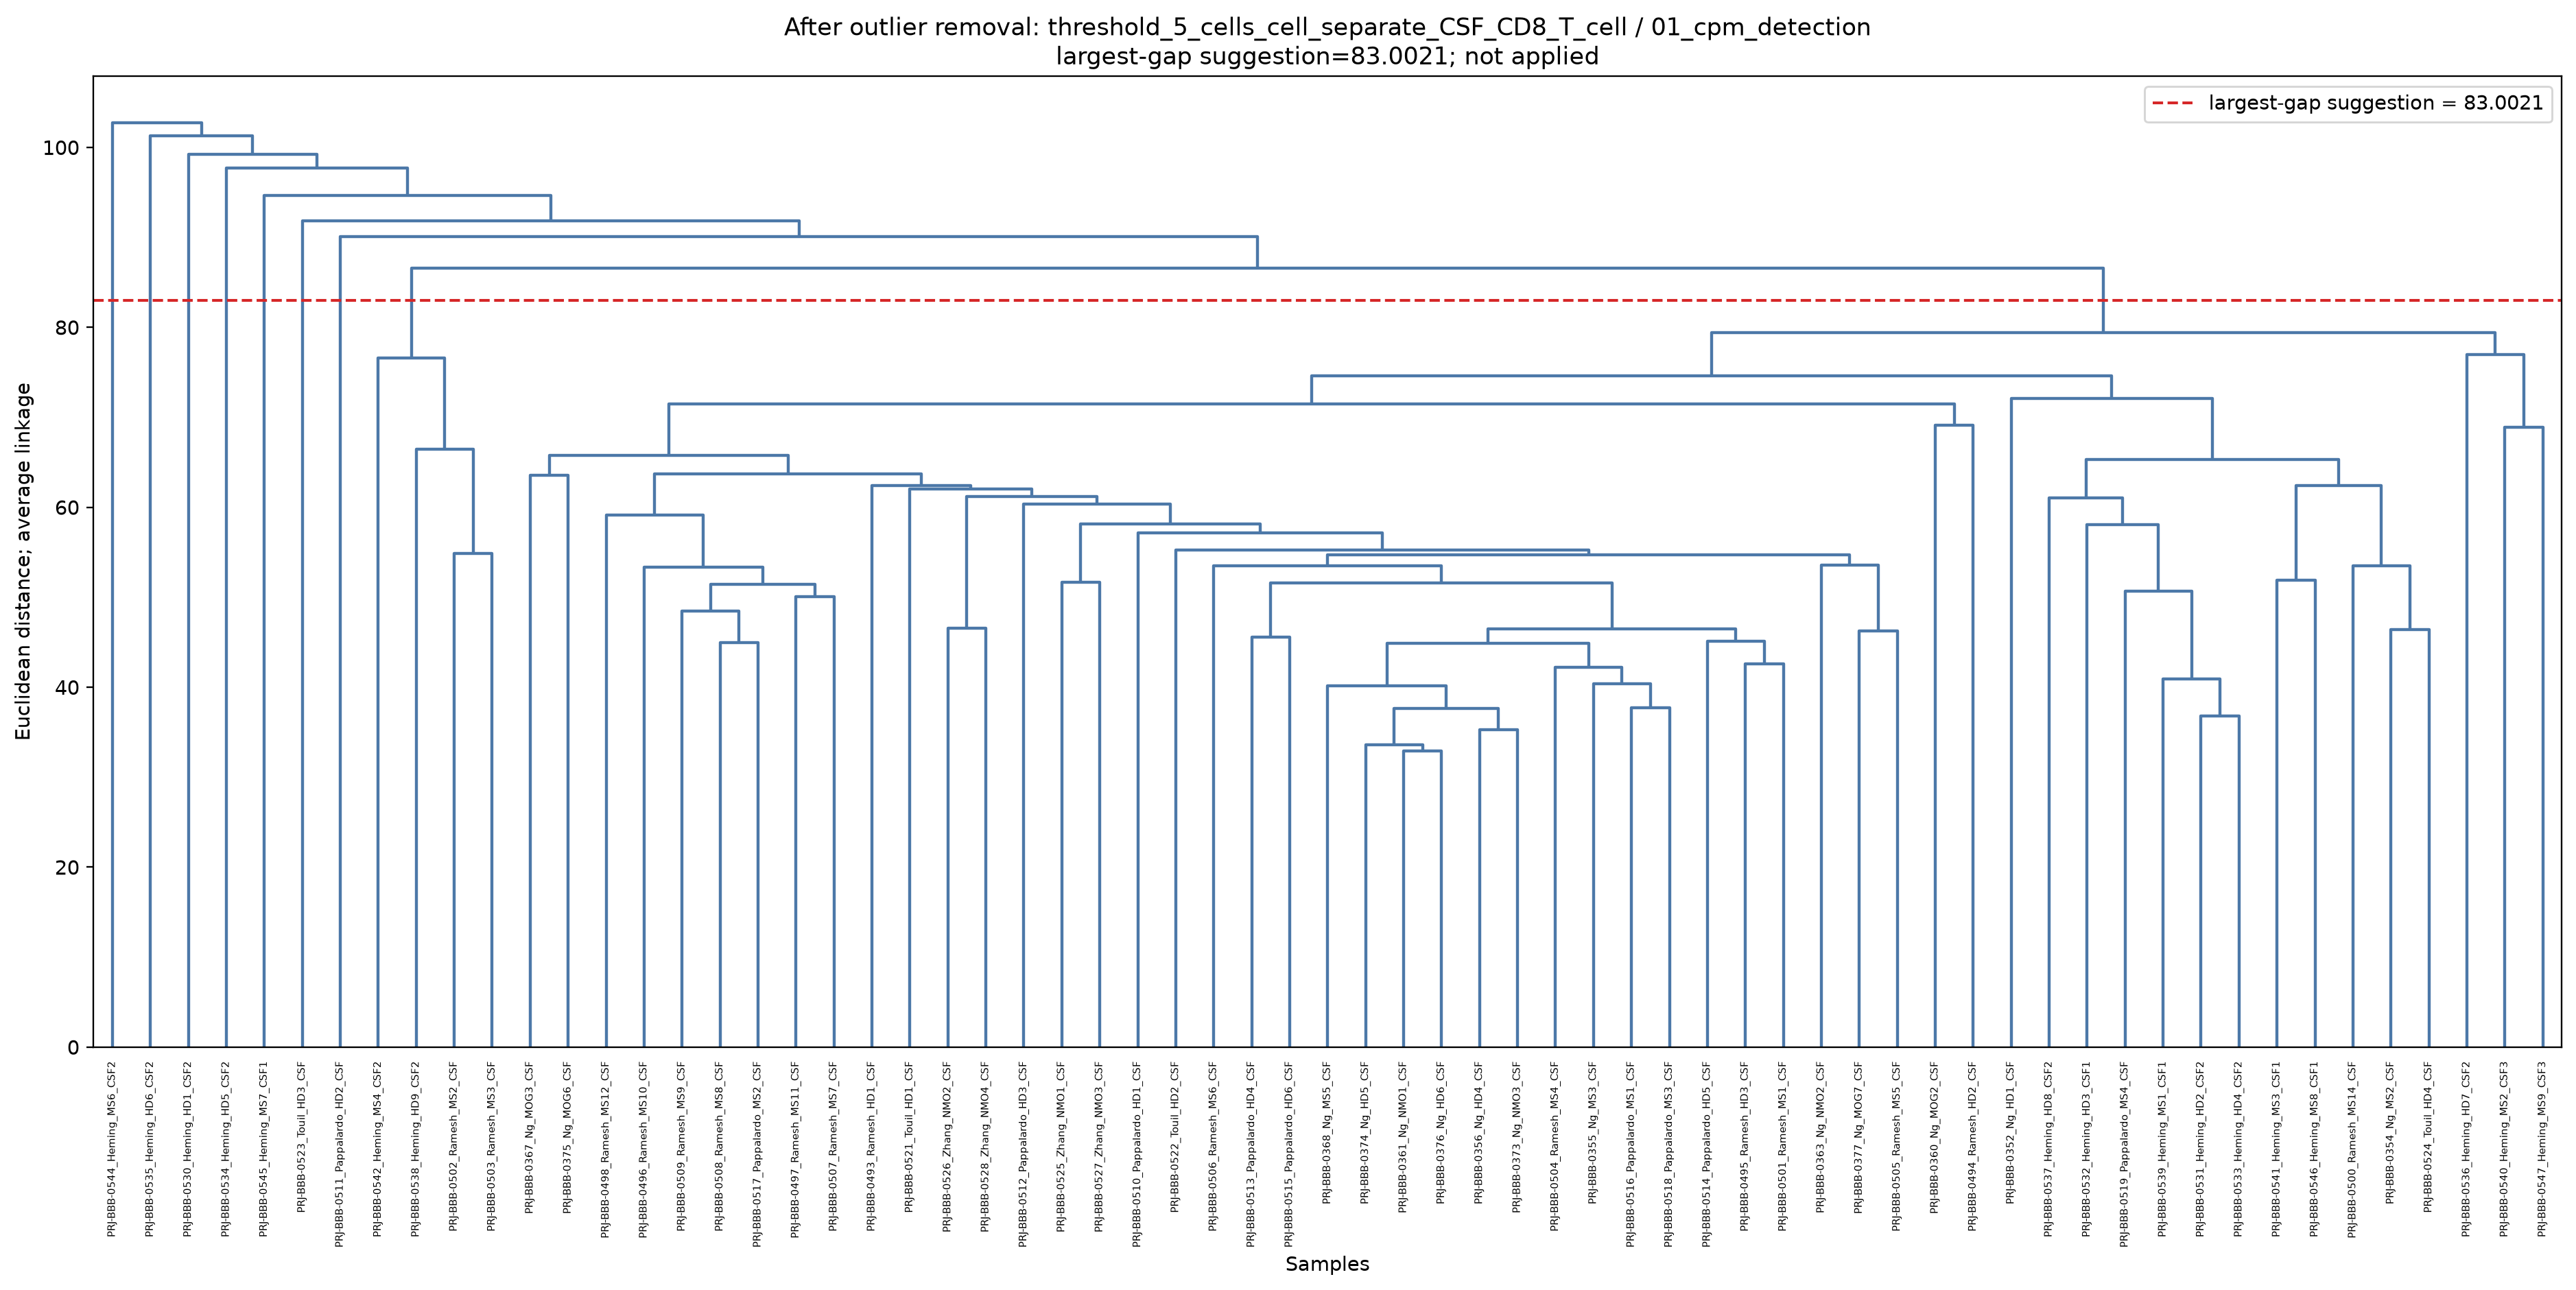 After outlier removal: threshold_5_cells_cell_separate_CSF_CD8_T_cell / 01_cpm_detection
largest-gap suggestion=83.0021; not applied
largest-gap suggestion = 83.0021
Euclidean distance; average linkage
100
80
60
40
20
0
PRJ-BBB-0544_Heming_MS6_CSF2
PRJ-BBB-0535_Heming_HD6_CSF2
PRJ-BBB-0530_Heming_HD1_CSF2
PRJ-BBB-0534_Heming_HD5_CSF2
PRJ-BBB-0545_Heming_MS7_CSF1
PRJ-BBB-0523_Touil_HD3_CSF
PRJ-BBB-0511_Pappalardo_HD2_CSF
PRJ-BBB-0542_Heming_MS4_CSF2
PRJ-BBB-0538_Heming_HD9_CSF2
PRJ-BBB-0502_Ramesh_MS2_CSF
PRJ-BBB-0503_Ramesh_MS3_CSF
PRJ-BBB-0367_Ng_MOG3_CSF
PRJ-BBB-0375_Ng_MOG6_CSF
PRJ-BBB-0498_Ramesh_MS12_CSF
PRJ-BBB-0496_Ramesh_MS10_CSF
PRJ-BBB-0509_Ramesh_MS9_CSF
PRJ-BBB-0508_Ramesh_MS8_CSF
PRJ-BBB-0517_Pappalardo_MS2_CSF
PRJ-BBB-0497_Ramesh_MS11_CSF
PRJ-BBB-0507_Ramesh_MS7_CSF
PRJ-BBB-0493_Ramesh_HD1_CSF
PRJ-BBB-0521_Touil_HD1_CSF
PRJ-BBB-0526_Zhang_NMO2_CSF
PRJ-BBB-0528_Zhang_NMO4_CSF
PRJ-BBB-0512_Pappalardo_HD3_CSF
PRJ-BBB-0525_Zhang_NMO1_CSF
PRJ-BBB-0527_Zhang_NMO3_CSF
PRJ-BBB-0510_Pappalardo_HD1_CSF
PRJ-BBB-0522_Touil_HD2_CSF
PRJ-BBB-0506_Ramesh_MS6_CSF
PRJ-BBB-0513_Pappalardo_HD4_CSF
PRJ-BBB-0515_Pappalardo_HD6_CSF
PRJ-BBB-0368_Ng_MS5_CSF
PRJ-BBB-0374_Ng_HD5_CSF
PRJ-BBB-0361_Ng_NMO1_CSF
PRJ-BBB-0376_Ng_HD6_CSF
PRJ-BBB-0356_Ng_HD4_CSF
PRJ-BBB-0373_Ng_NMO3_CSF
PRJ-BBB-0504_Ramesh_MS4_CSF
PRJ-BBB-0355_Ng_MS3_CSF
PRJ-BBB-0516_Pappalardo_MS1_CSF
PRJ-BBB-0518_Pappalardo_MS3_CSF
PRJ-BBB-0514_Pappalardo_HD5_CSF
PRJ-BBB-0495_Ramesh_HD3_CSF
PRJ-BBB-0501_Ramesh_MS1_CSF
PRJ-BBB-0363_Ng_NMO2_CSF
PRJ-BBB-0377_Ng_MOG7_CSF
PRJ-BBB-0505_Ramesh_MS5_CSF
PRJ-BBB-0360_Ng_MOG2_CSF
PRJ-BBB-0494_Ramesh_HD2_CSF
PRJ-BBB-0352_Ng_HD1_CSF
PRJ-BBB-0537_Heming_HD8_CSF2
PRJ-BBB-0532_Heming_HD3_CSF1
PRJ-BBB-0519_Pappalardo_MS4_CSF
PRJ-BBB-0539_Heming_MS1_CSF1
PRJ-BBB-0531_Heming_HD2_CSF2
PRJ-BBB-0533_Heming_HD4_CSF2
PRJ-BBB-0541_Heming_MS3_CSF1
PRJ-BBB-0546_Heming_MS8_CSF1
PRJ-BBB-0500_Ramesh_MS14_CSF
PRJ-BBB-0354_Ng_MS2_CSF
PRJ-BBB-0524_Touil_HD4_CSF
PRJ-BBB-0536_Heming_HD7_CSF2
PRJ-BBB-0540_Heming_MS2_CSF3
PRJ-BBB-0547_Heming_MS9_CSF3
Samples